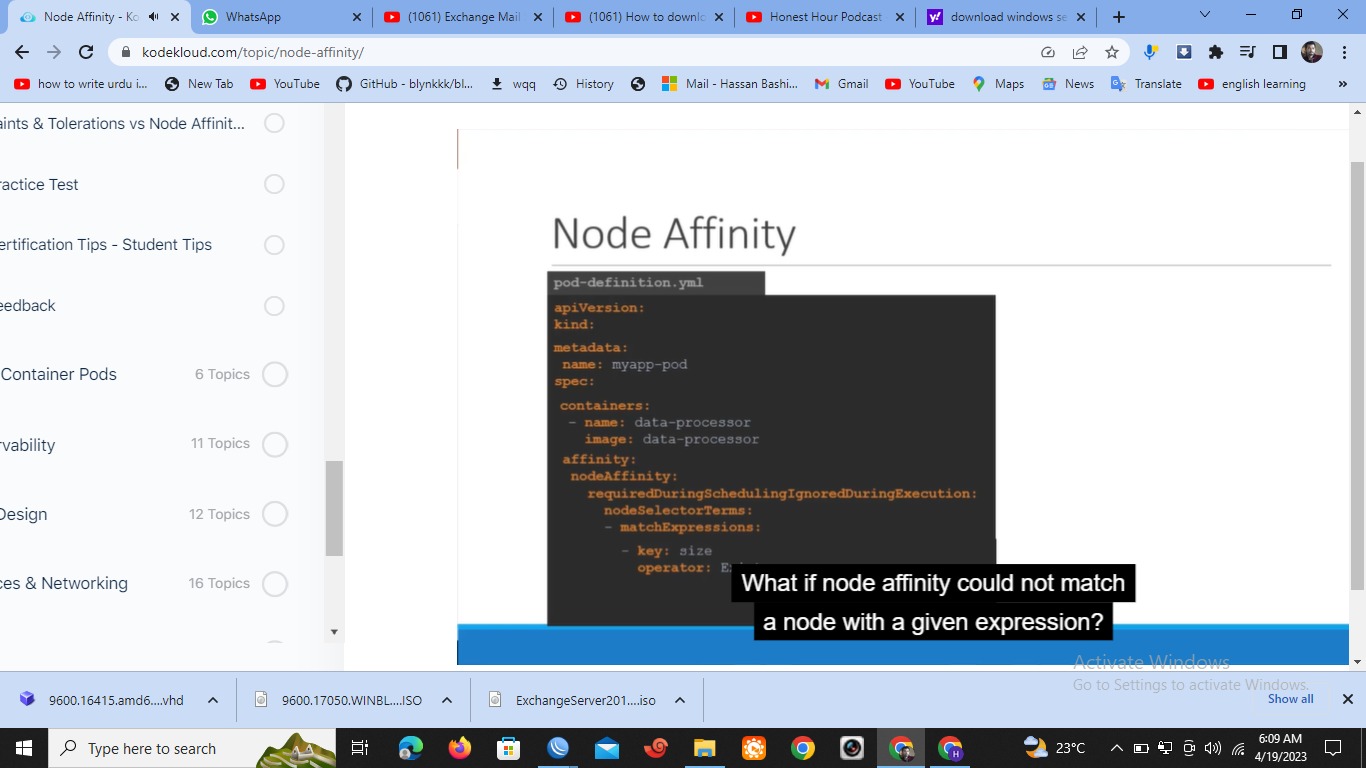 Node Affinity - Ko
WhatsApp
(1061) Exchange Mail
(1061) How to downlo
Honest Hour Podcast
download windows se
kodekloud.com/topic/node-affinity/
how to write urdu i...
New Tab
YouTube
GitHub - blynkkk/bl...
wqq
History
Mail - Hassan Bashi...
Gmail
YouTube
Maps
News
Translate
english learning
»
aints & Tolerations vs Node Affinit...
ractice Test
ertification Tips - Student Tips
eedback
Container Pods 6 Topics
rvability 11 Topics
Design 12 Topics
ces & Networking 16 Topics
Node Affinity
pod-definition.yml
apiVersion:
kind:
metadata:
name: myapp-pod
spec:
containers:
- name: data-processor
image: data-processor
affinity:
nodeAffinity:
requiredDuringSchedulingIgnoredDuringExecution:
nodeSelectorTerms:
- matchExpressions:
- key: size
operator:
What if node affinity could not match
a node with a given expression?
Activate Windows
Go to Settings to activate Windows.
9600.16415.amd6....vhd
9600.17050.WINBL....ISO
ExchangeServer201....iso
Show all
Type here to search
23°C
6:09 AM
4/19/2023